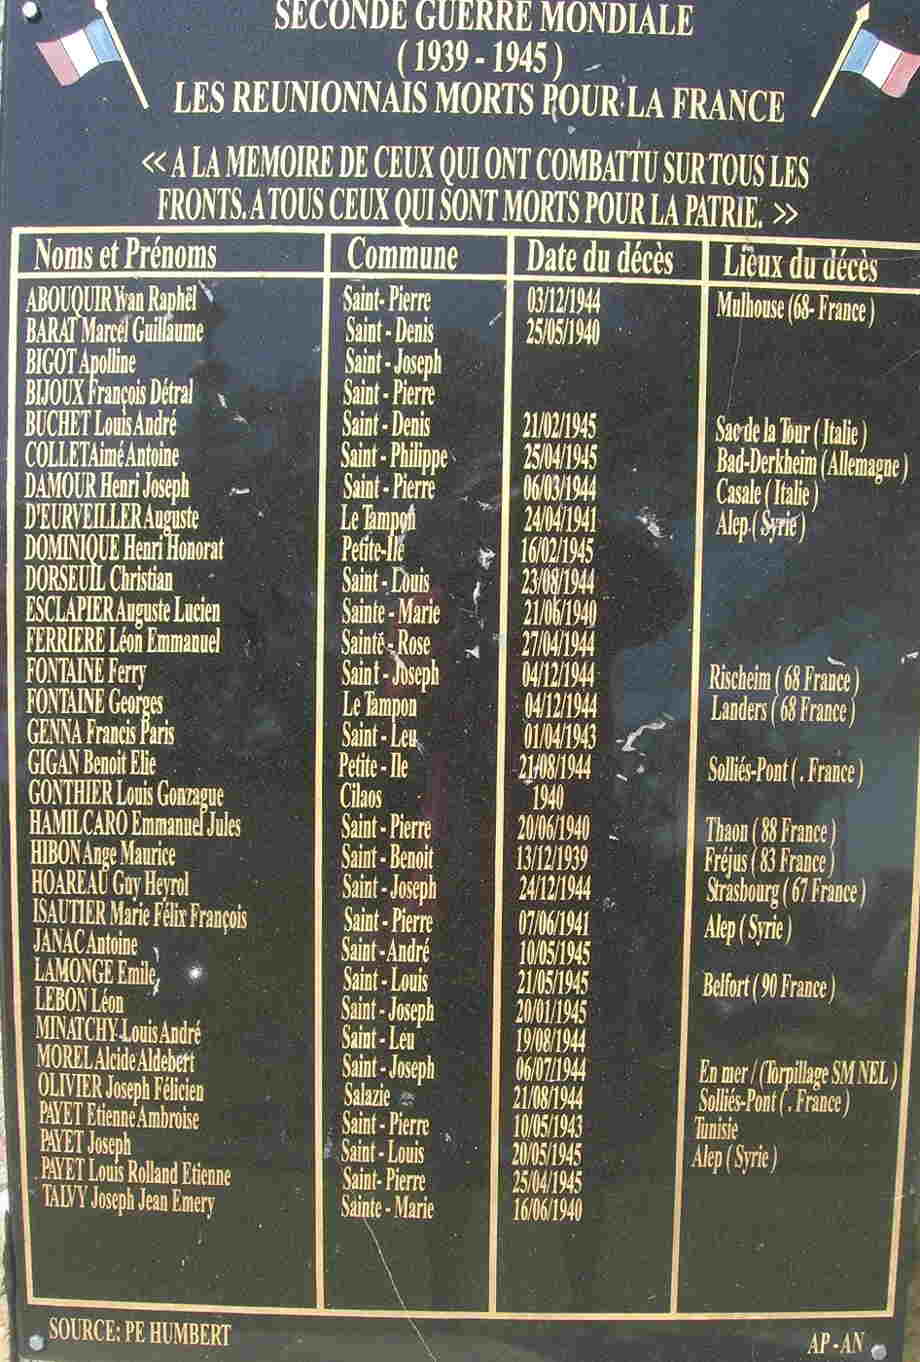 SECONDE GUERRE MONDIALE
( 1939 - 1945 )
LES REUNIONNAIS MORTS POUR LA FRANCE
<< A LA MEMOIRE DE CEUX QUI ONT COMBATTU SUR TOUS LES
FRONTS. A TOUS CEUX QUI SONT MORTS POUR LA PATRIE. >>
Noms et Prénoms Commune Date du décès Lieux du décès
ABOUQUIR Yvan Raphël Saint - Pierre 03/12/1944 Mulhouse (68- France )
BARAT Marcel Guillaume Saint - Denis 25/05/1940
BIGOT Apolline Saint - Joseph
BIJOUX François Détral Saint - Pierre
BUCHET Louis André Saint - Denis 21/02/1945 Sac de la Tour ( Italie )
COLLET Aimé Antoine Saint - Philippe 25/04/1945 Bad-Derkheim (Allemagne )
DAMOUR Henri Joseph Saint - Pierre 06/03/1944 Casale ( Italie )
D'EURVEILLER Auguste Le Tampon 24/04/1941 Alep ( Syrie )
DOMINIQUE Henri Honorat Petite-Ile 16/02/1945
DORSEUIL Christian Saint - Louis 23/08/1944
ESCLAPIER Auguste Lucien Sainte - Marie 21/06/1940
FERRIERE Léon Emmanuel Sainte - Rose 27/04/1944
FONTAINE Ferry Saint - Joseph 04/12/1944 Rischeim ( 68 France )
FONTAINE Georges Le Tampon 04/12/1944 Landers ( 68 France )
GENNA Francis Paris Saint - Leu 01/04/1943
GIGAN Benoit Elie Petite - Ile 21/08/1944 Solliés-Pont ( . France )
GONTHIER Louis Gonzague Cilaos 1940
HAMILCARO Emmanuel Jules Saint - Pierre 20/06/1940 Thaon ( 88 France )
HIBON Ange Maurice Saint - Benoit 13/12/1939 Fréjus ( 83 France )
HOAREAU Guy Heyrol Saint - Joseph 24/12/1944 Strasbourg ( 67 France )
ISAUTIER Marie Félix François Saint - Pierre 07/06/1941 Alep ( Syrie )
JANAC Antoine Saint - André 10/05/1945
LAMONGE Emile Saint - Louis 21/05/1945 Belfort ( 90 France )
LEBON Léon Saint - Joseph 20/01/1945
MINATCHY Louis André Saint - Leu 19/08/1944
MOREL Alcide Aldebert Saint - Joseph 06/07/1944 En mer / (Torpillage SM NEL )
OLIVIER Joseph Félicien Salazie 21/08/1944 Solliés-Pont ( . France )
PAYET Etienne Ambroise Saint - Pierre 10/05/1943 Tunisie
PAYET Joseph Saint - Louis 20/05/1945 Alep ( Syrie )
PAYET Louis Rolland Etienne Saint- Pierre 25/04/1945
TALVY Joseph Jean Emery Sainte - Marie 16/06/1940
SOURCE: PE HUMBERT AP - AN